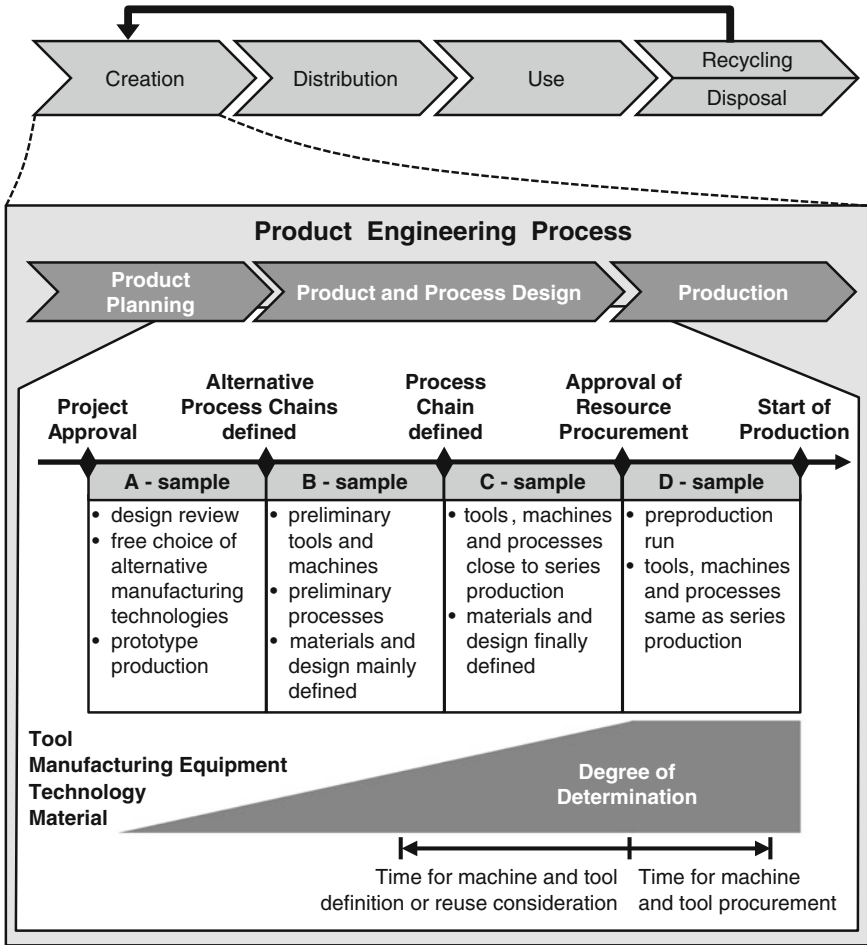 Creation
Distribution
Use
Recycling
Disposal
Product Engineering Process
Product
Planning
Product and Process Design
Production
Project
Approval
Alternative
Process Chains
defined
Process
Chain
defined
Approval of
Resource
Procurement
Start of
Production
A - sample
• design review
• free choice of
alternative
manufacturing
technologies
• prototype
production
B - sample
• preliminary
tools and
machines
• preliminary
processes
• materials and
design mainly
defined
C - sample
• tools , machines
and processes
close to series
production
• materials and
design finally
defined
D - sample
• preproduction
run
• tools, machines
and processes
same as series
production
Tool
Manufacturing Equipment
Technology
Material
Degree of
Determination
Time for machine and tool
definition or reuse consideration
Time for machine
and tool procurement